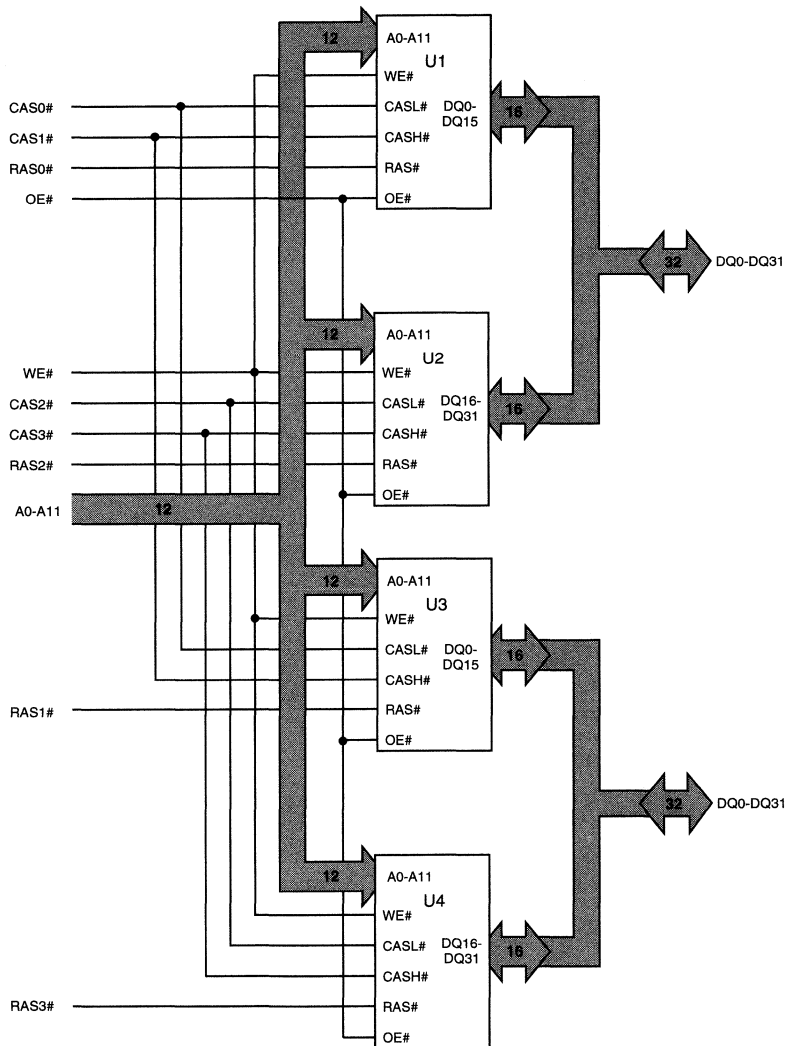 12
A0-A11
U1
WE#
CAS0#
CASL#
DQ0-
DQ15
16
CAS1#
CASH#
RAS0#
RAS#
OE#
OE#
32
DQ0-DQ31
12
A0-A11
U2
WE#
WE#
CAS2#
CASL#
DQ16-
DQ31
16
CAS3#
CASH#
RAS2#
RAS#
OE#
A0-A11
12
12
A0-A11
U3
WE#
CASL#
DQ0-
DQ15
16
CASH#
RAS1#
RAS#
OE#
32
DQ0-DQ31
12
A0-A11
U4
WE#
CASL#
DQ16-
DQ31
16
CASH#
RAS3#
RAS#
OE#